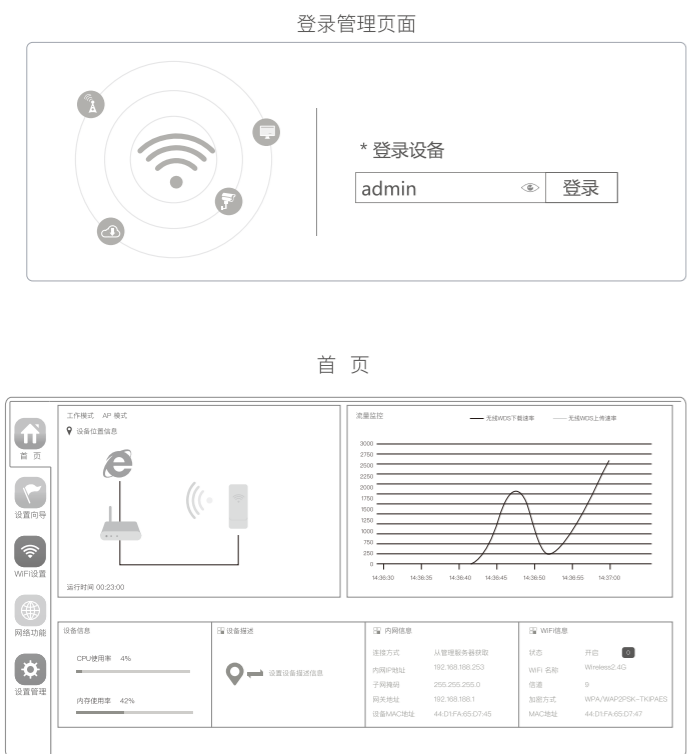 登录管理页面
* 登录设备
admin
登录
首 页
首 页
设置向导
WiFi设置
网络功能
设置管理
工作模式 AP 模式
设备位置信息
运行时间 00:23:00
流量监控
无线WDS下载速率 无线WDS上传速率
3000
2750
2500
2250
2000
1750
1500
1250
1000
750
500
250
0
14:36:30 14:36:35 14:36:40 14:36:45 14:36:50 14:36:55 14:37:00
设备信息
CPU使用率 4%
内存使用率 42%
设备描述
设置设备描述信息
内网信息
连接方式 从管理服务器获取
内网IP地址 192.168.188.253
子网掩码 255.255.255.0
网关地址 192.168.188.1
设备MAC地址 44:D1:FA:65:D7:45
WiFi信息
状态 开启
WiFi 名称 Wireless2.4G
信道 9
加密方式 WPA/WAP2PSK-TKIPAES
MAC地址 44:D1:FA:65:D7:47